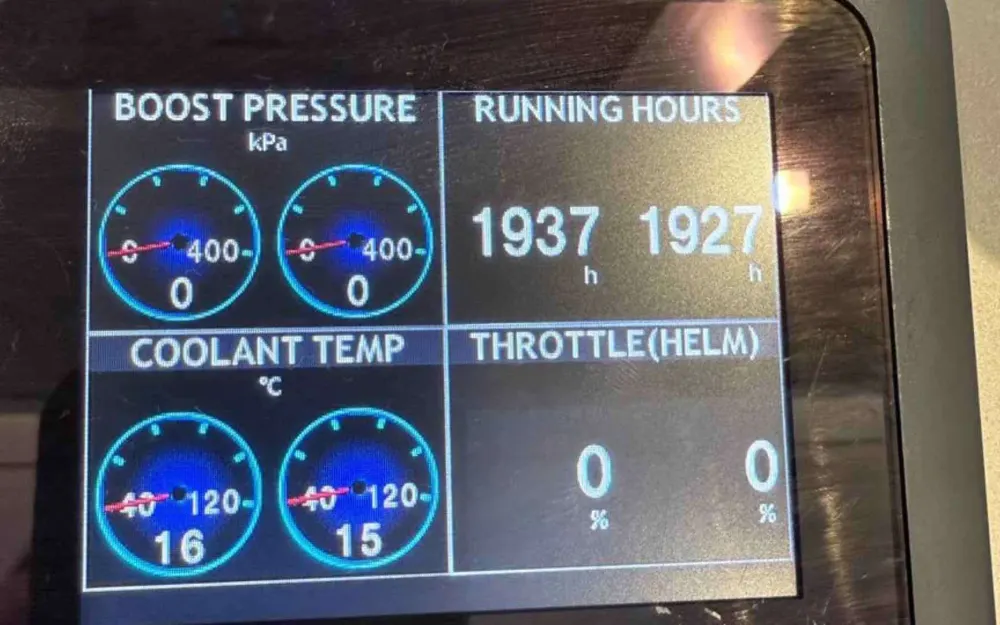 BOOST PRESSURE
kPa
0 400
0
0 400
0
RUNNING HOURS
1937 h
1927 h
COOLANT TEMP
°C
40 120
16
40 120
15
THROTTLE(HELM)
0 %
0 %